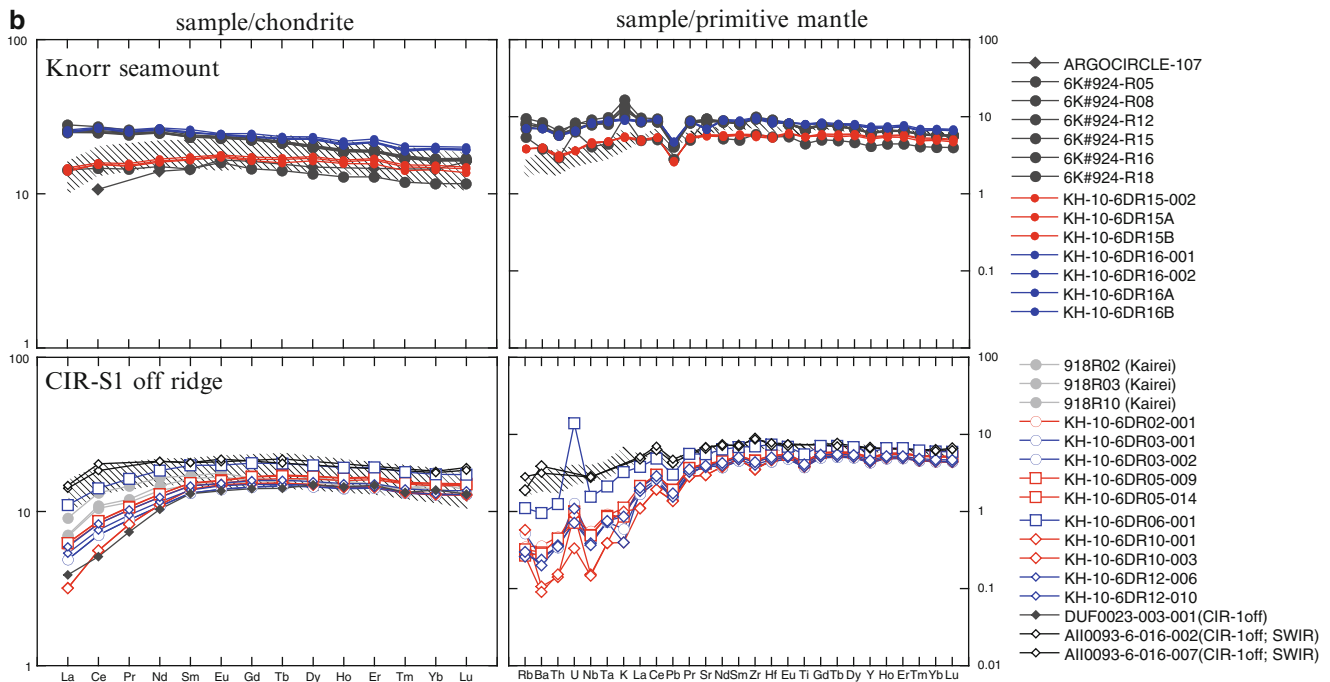 b
sample/chondrite
sample/primitive mantle
100
10
1
Knorr seamount
100
10
1
0.1
ARGOCIRCLE-107
6K#924-R05
6K#924-R08
6K#924-R12
6K#924-R15
6K#924-R16
6K#924-R18
KH-10-6DR15-002
KH-10-6DR15A
KH-10-6DR15B
KH-10-6DR16-001
KH-10-6DR16-002
KH-10-6DR16A
KH-10-6DR16B
100
10
1
CIR-S1 off ridge
100
10
1
0.1
0.01
918R02 (Kairei)
918R03 (Kairei)
918R10 (Kairei)
KH-10-6DR02-001
KH-10-6DR03-001
KH-10-6DR03-002
KH-10-6DR05-009
KH-10-6DR05-014
KH-10-6DR06-001
KH-10-6DR10-001
KH-10-6DR10-003
KH-10-6DR12-006
KH-10-6DR12-010
DUF0023-003-001(CIR-1off)
AII0093-6-016-002(CIR-1off; SWIR)
AII0093-6-016-007(CIR-1off; SWIR)
La Ce Pr Nd Sm Eu Gd Tb Dy Ho Er Tm Yb Lu
Rb Ba Th U Nb Ta K La Ce Pb Pr Sr Nd Sm Zr Hf Eu Ti Gd Tb Dy Y Ho Er Tm Yb Lu